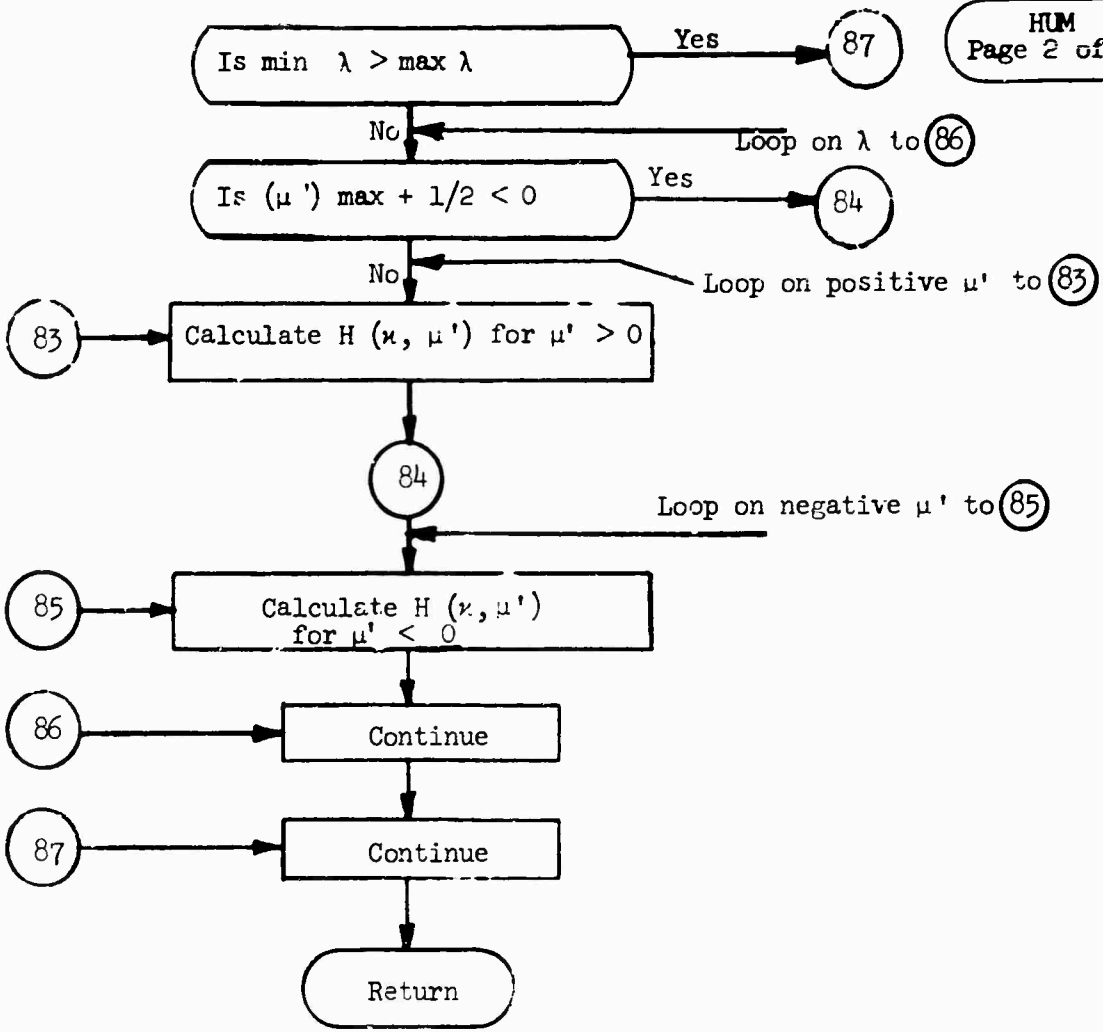 HUM
Page 2 of
Is min λ > max λ
Yes
87
No
Loop on λ to 86
Is (μ') max + 1/2 < 0
Yes
84
No
Loop on positive μ' to 83
83
Calculate H (κ, μ') for μ' > 0
84
Loop on negative μ' to 85
85
Calculate H (κ, μ')
for μ' < 0
86
Continue
87
Continue
Return